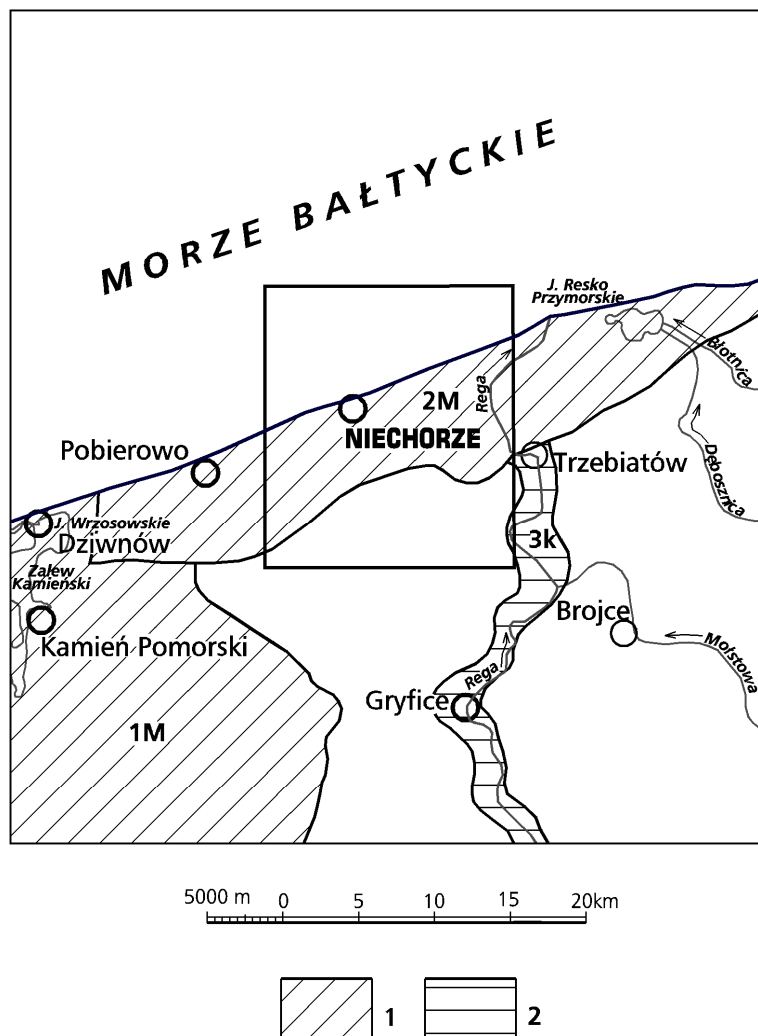 MORZE BAŁTYCKIE
J. Resko
Przymorskie
Błotnica
Rega
2M
NIECHORZE
Pobierowo
Trzebiatów
Dębosznica
J. Wrzosowskie
Dziwnów
3k
Zalew
Kamieński
Brojce
Kamień Pomorski
Mołstowa
Rega
Gryfice
1M
5000 m 0 5 10 15 20km
1 2